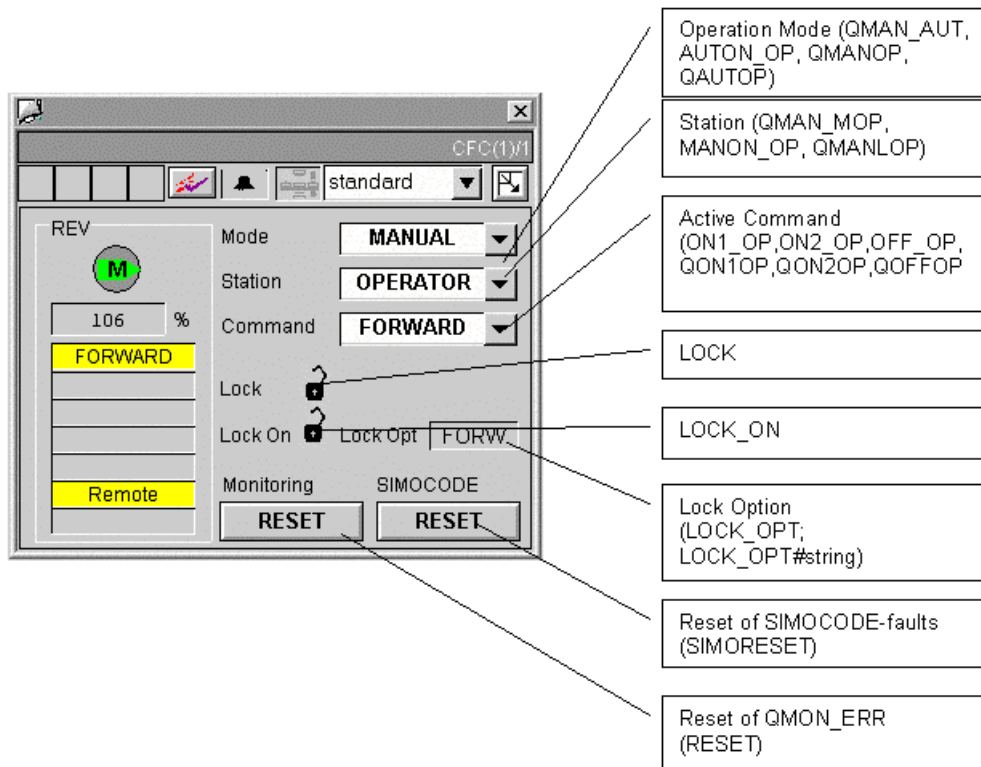 CFC(1)/1
standard
REV
M
106 %
FORWARD
Remote
Mode MANUAL
Station OPERATOR
Command FORWARD
Lock
Lock On Lock Opt FORW.
Monitoring SIMOCODE
RESET RESET
Operation Mode (QMAN_AUT,
AUTON_OP, QMANOP,
QAUTOP)
Station (QMAN_MOP,
MANON_OP, QMANLOP)
Active Command
(ON1_OP,ON2_OP,OFF_OP,
QON1OP,QON2OP,QOFFOP
LOCK
LOCK_ON
Lock Option
(LOCK_OPT;
LOCK_OPT#string)
Reset of SIMOCODE-faults
(SIMORESET)
Reset of QMON_ERR
(RESET)